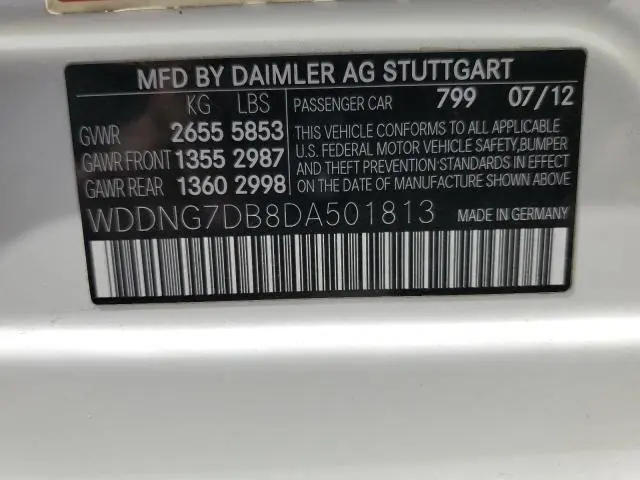 MFD BY DAIMLER AG STUTTGART
KG LBS PASSENGER CAR 799 07/12
GVWR 2655 5853 THIS VEHICLE CONFORMS TO ALL APPLICABLE
GAWR FRONT 1355 2987 U.S. FEDERAL MOTOR VEHICLE SAFETY,BUMPER
AND THEFT PREVENTION STANDARDS IN EFFECT
GAWR REAR 1360 2998 ON THE DATE OF MANUFACTURE SHOWN ABOVE.
WDDNG7DB8DA501813 MADE IN GERMANY